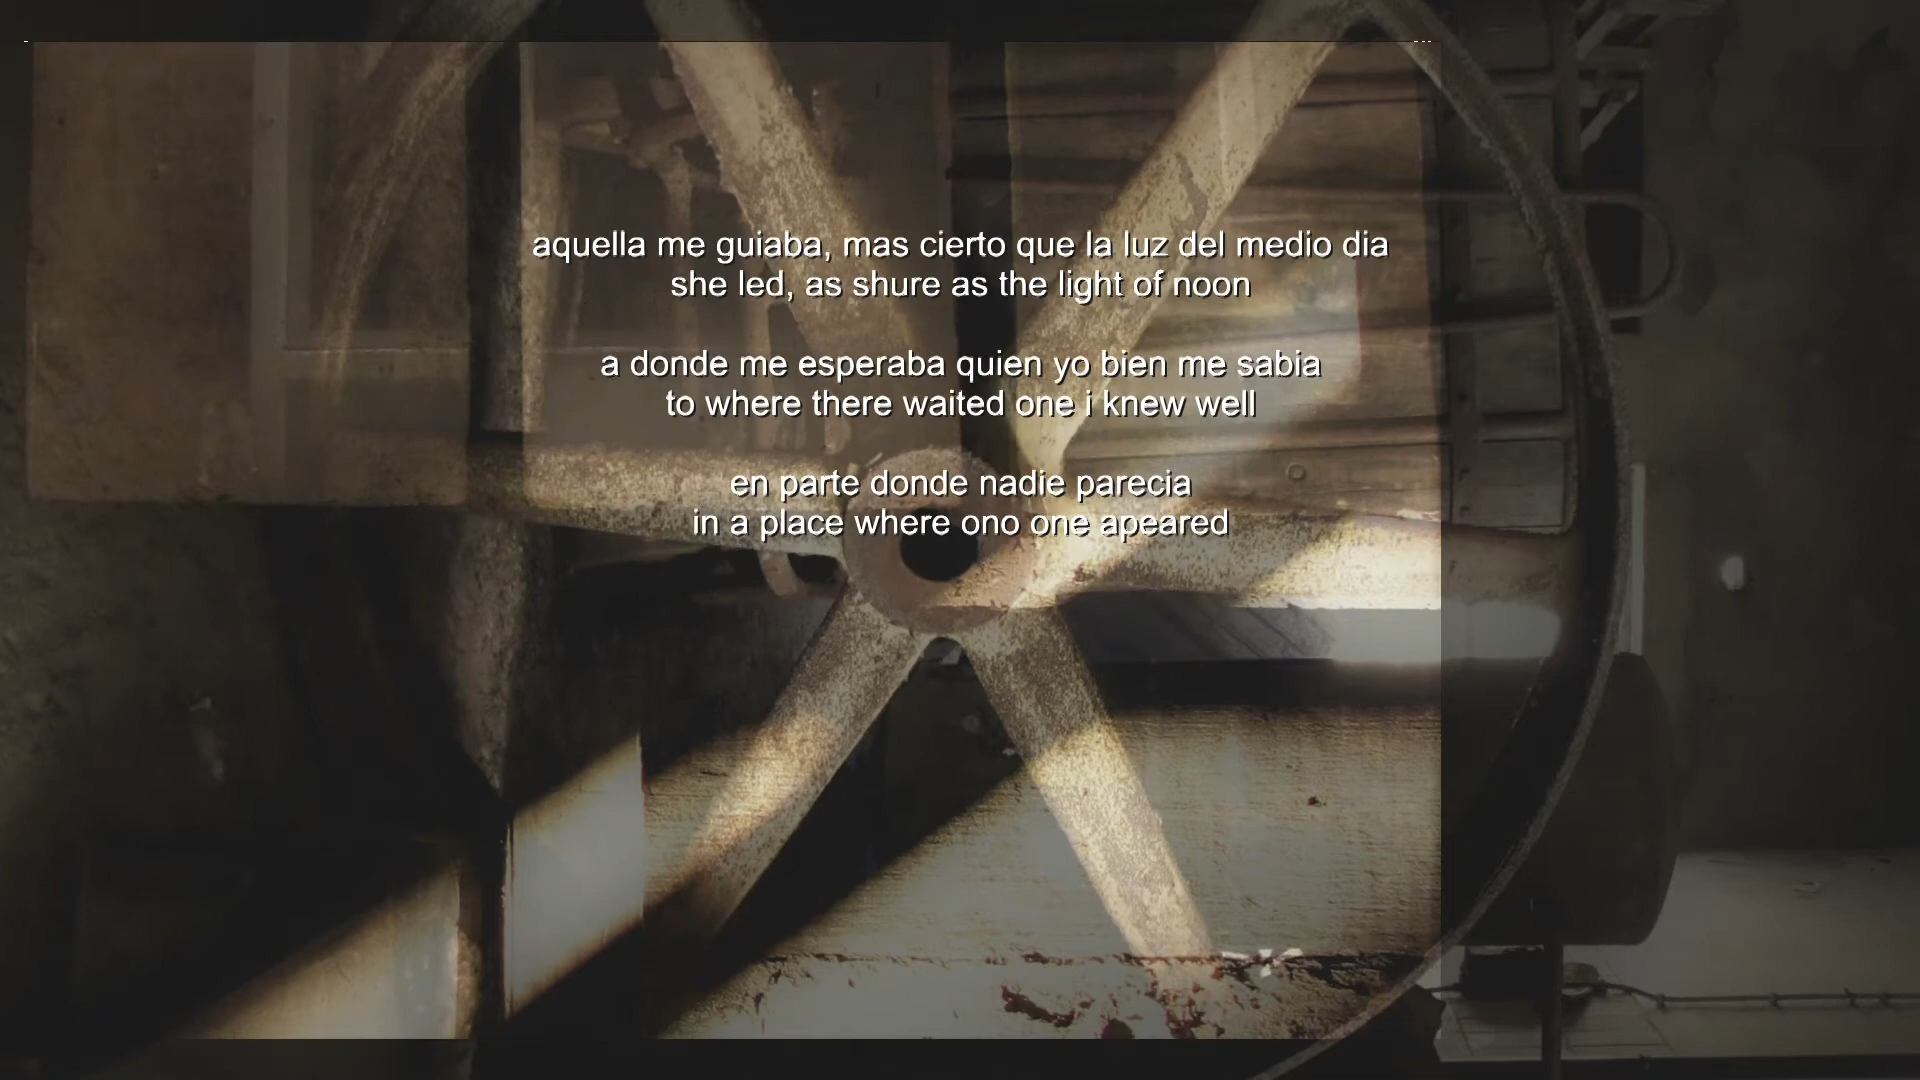 aquella me guiaba, mas cierto que la luz del medio dia
she led, as shure as the light of noon
a donde me esperaba quien yo bien me sabia
to where there waited one i knew well
en parte donde nadie parecia
in a place where ono one apeared